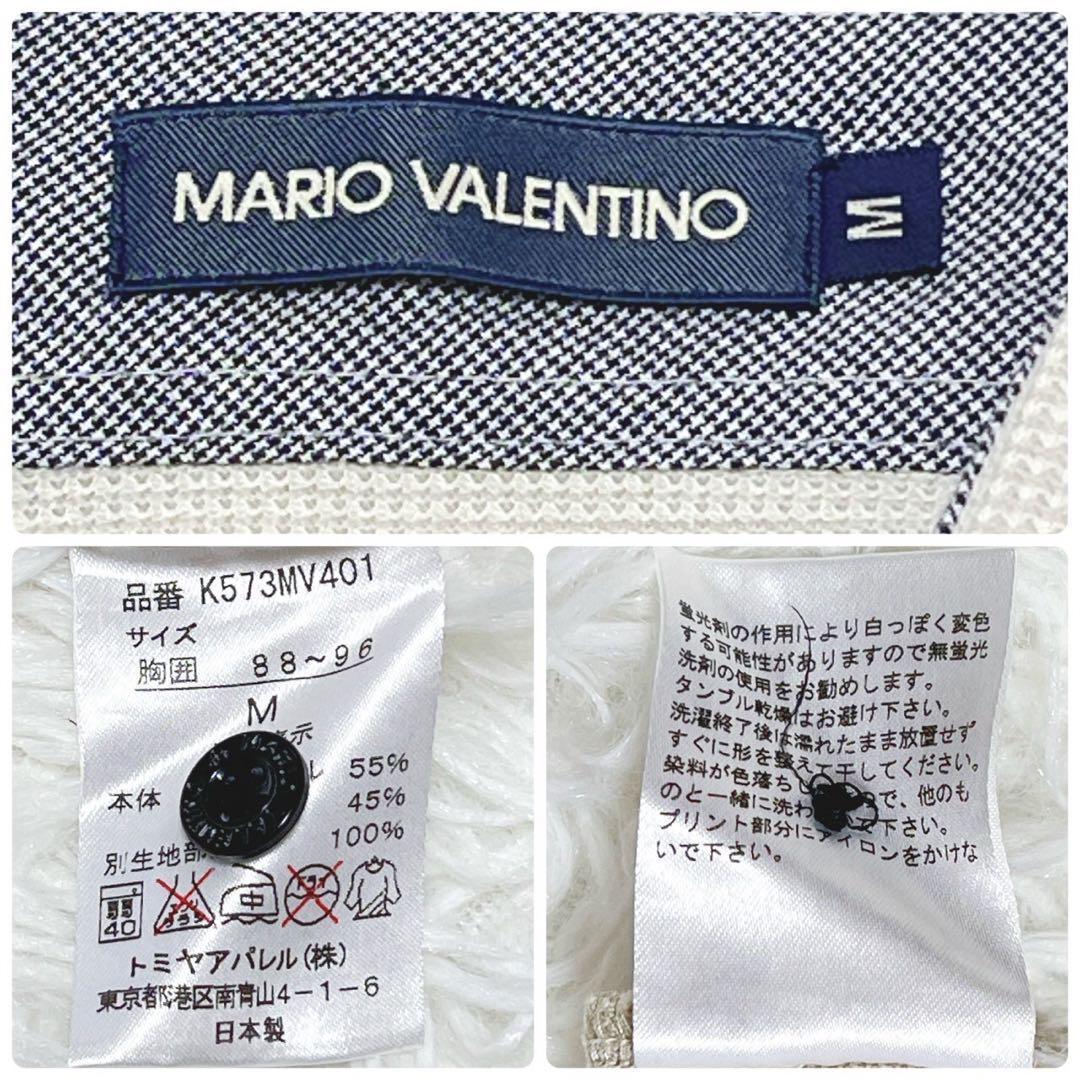 MARIO VALENTINO
M
品番 K573MV401
サイズ
胸囲 88~96
M
示
ル 55%
本体 45%
100%
別生地部
弱 40 中
トミヤアパレル(株)
東京都港区南青山4-1-6
日本製
蛍光剤の作用により白っぽく変色
する可能性がありますので無蛍光
洗剤の使用をお勧めします。
タンブル乾燥はお避け下さい。
洗濯終了後は濡れたまま放置せず
すぐに形を整えて干してください。
染料が色落ち で、他のも
のと一緒に洗わ 下さい。
プリント部分にアイロンをかけな
いで下さい。